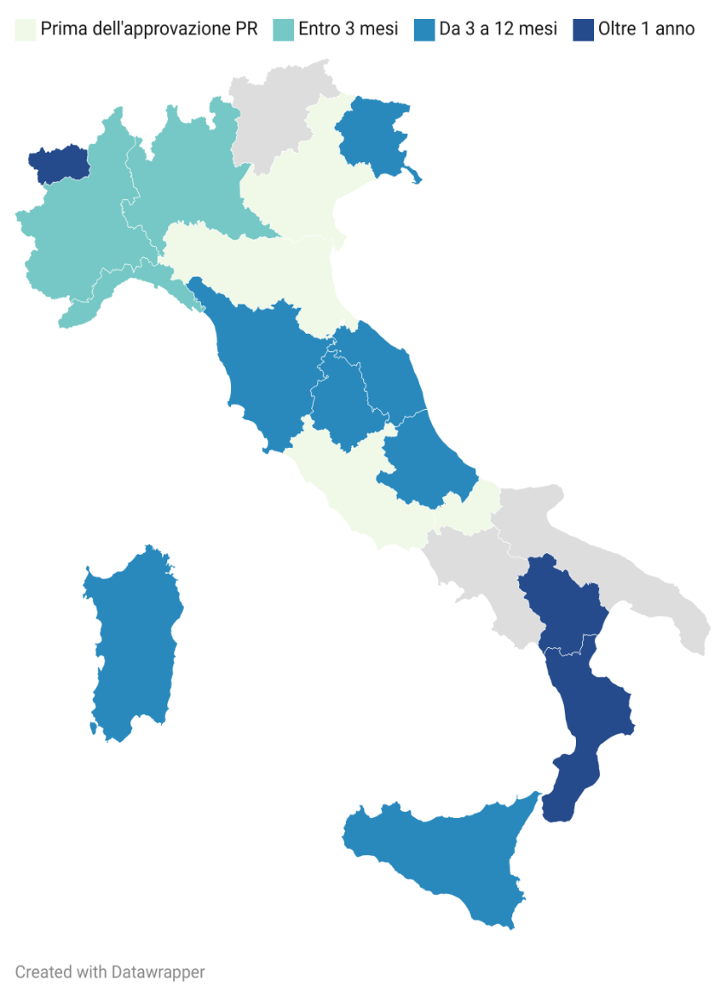 Prima dell'approvazione PR Entro 3 mesi Da 3 a 12 mesi Oltre 1 anno
Created with Datawrapper